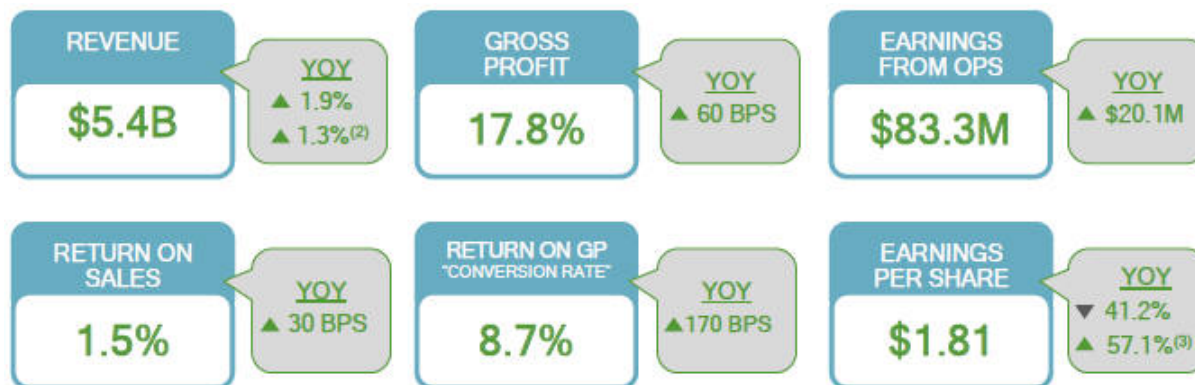 REVENUE
$5.4B
YOY
▲ 1.9%
▲ 1.3%(2)
GROSS
PROFIT
17.8%
YOY
▲ 60 BPS
EARNINGS
FROM OPS
$83.3M
YOY
▲ $20.1M
RETURN ON
SALES
1.5%
YOY
▲ 30 BPS
RETURN ON GP
"CONVERSION RATE"
8.7%
YOY
▲170 BPS
EARNINGS
PER SHARE
$1.81
YOY
▼ 41.2%
▲ 57.1%(3)